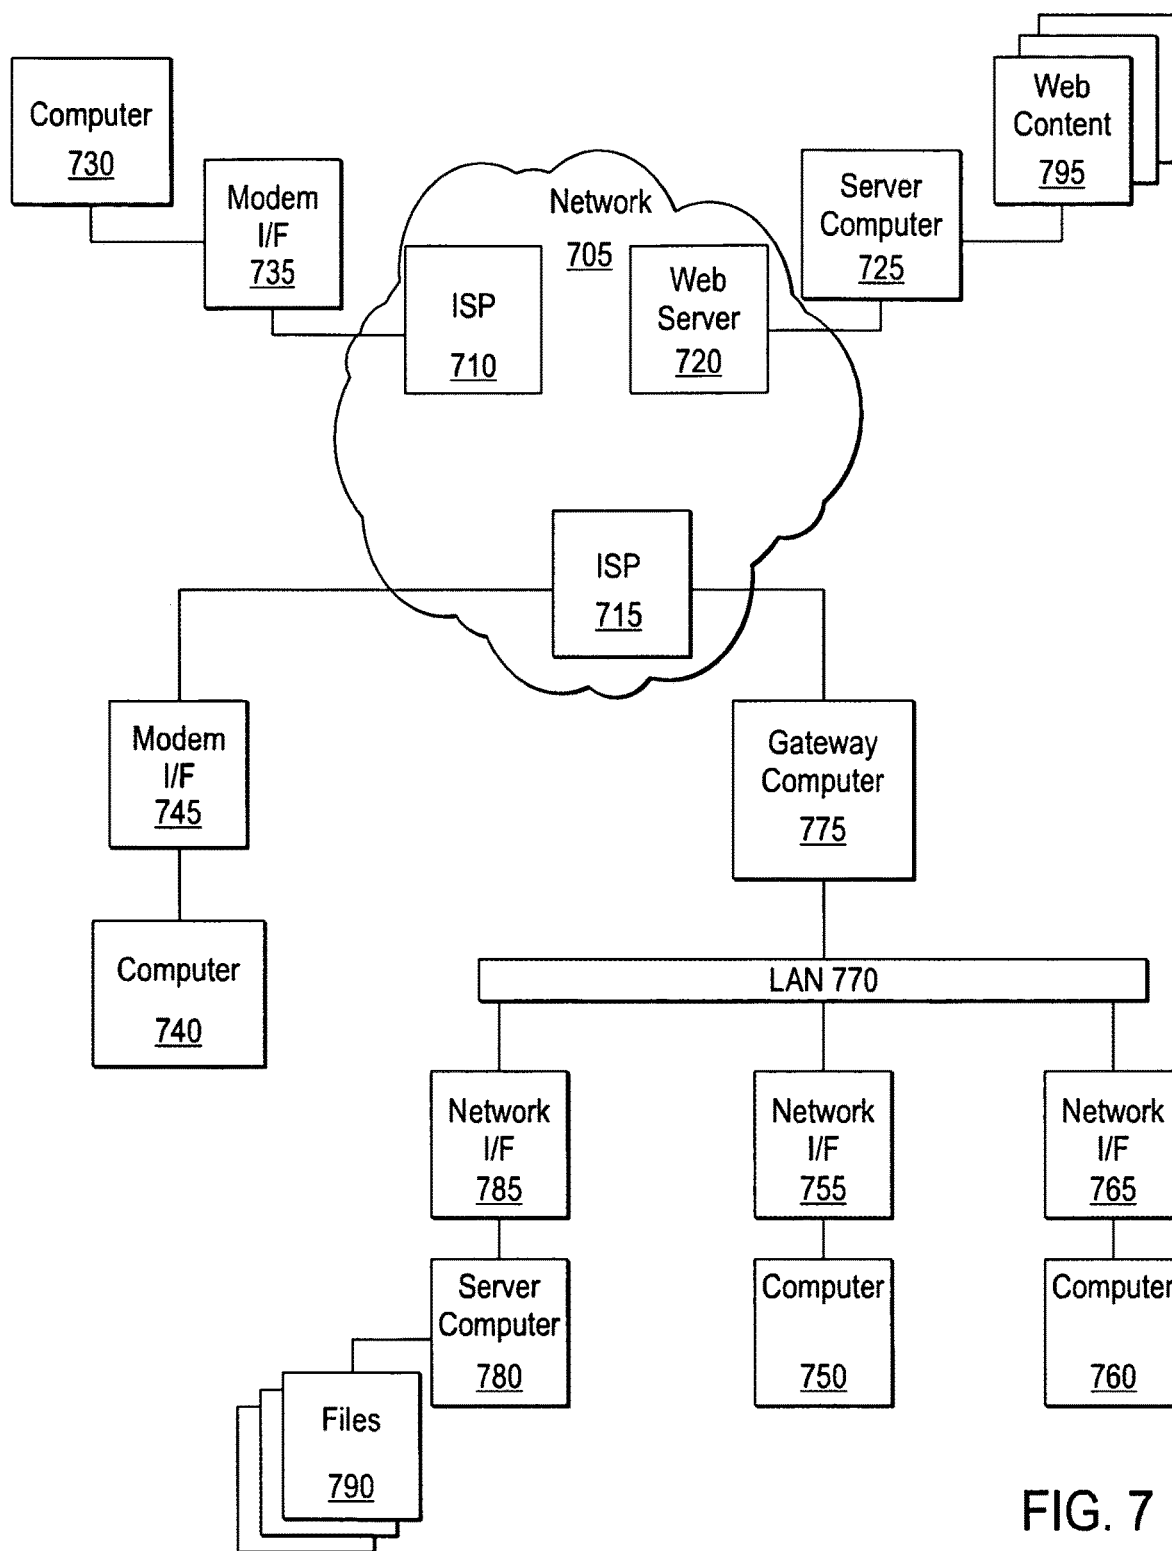 Computer
730
Modem
I/F
735
Network
705
ISP
710
Web
Server
720
Server
Computer
725
Web
Content
795
ISP
715
Modem
I/F
745
Computer
740
Gateway
Computer
775
LAN 770
Network
I/F
785
Network
I/F
755
Network
I/F
765
Server
Computer
780
Computer
750
Computer
760
Files
790
FIG. 7